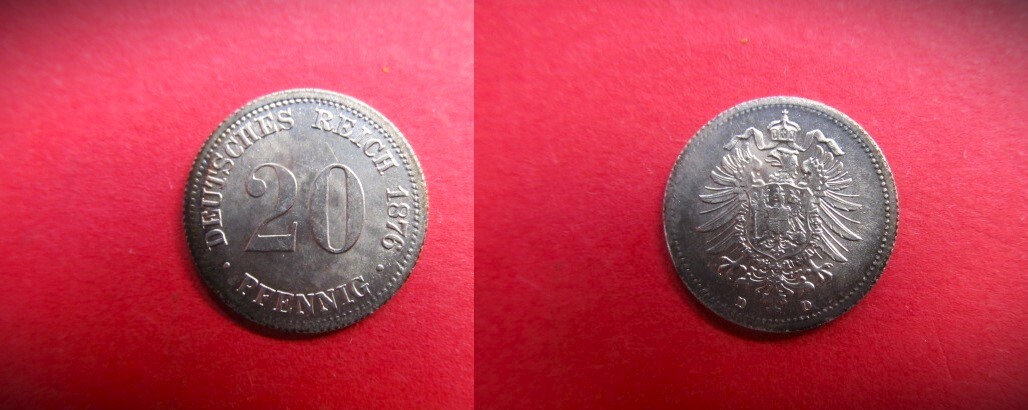 DEUTSCHES REICH 1876
20
· PFENNIG ·
D D